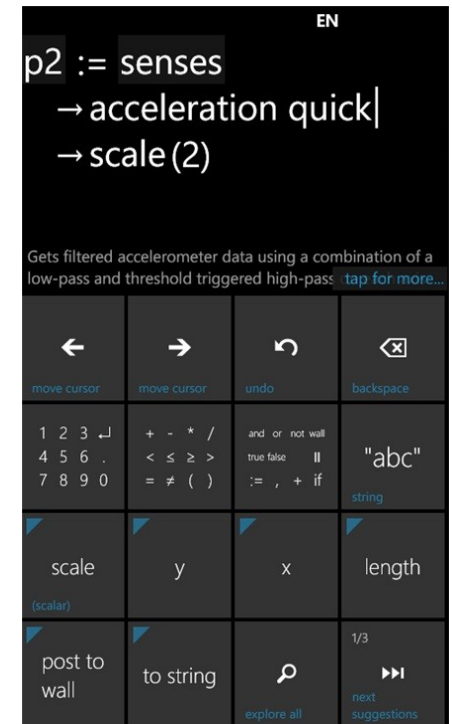 EN
p2 := senses
→ acceleration quick
→ scale (2)
Gets filtered accelerometer data using a combination of a
low-pass and threshold triggered high-pass tap for more...
move cursor
move cursor
undo
backspace
1 2 3 ↵
4 5 6 .
7 8 9 0
+ - * /
< ≤ ≥ >
= ≠ ( )
and or not wall
true false ||
:= , + if
"abc"
string
scale
(scalar)
y
x
length
post to
wall
to string
explore all
1/3
next
suggestions